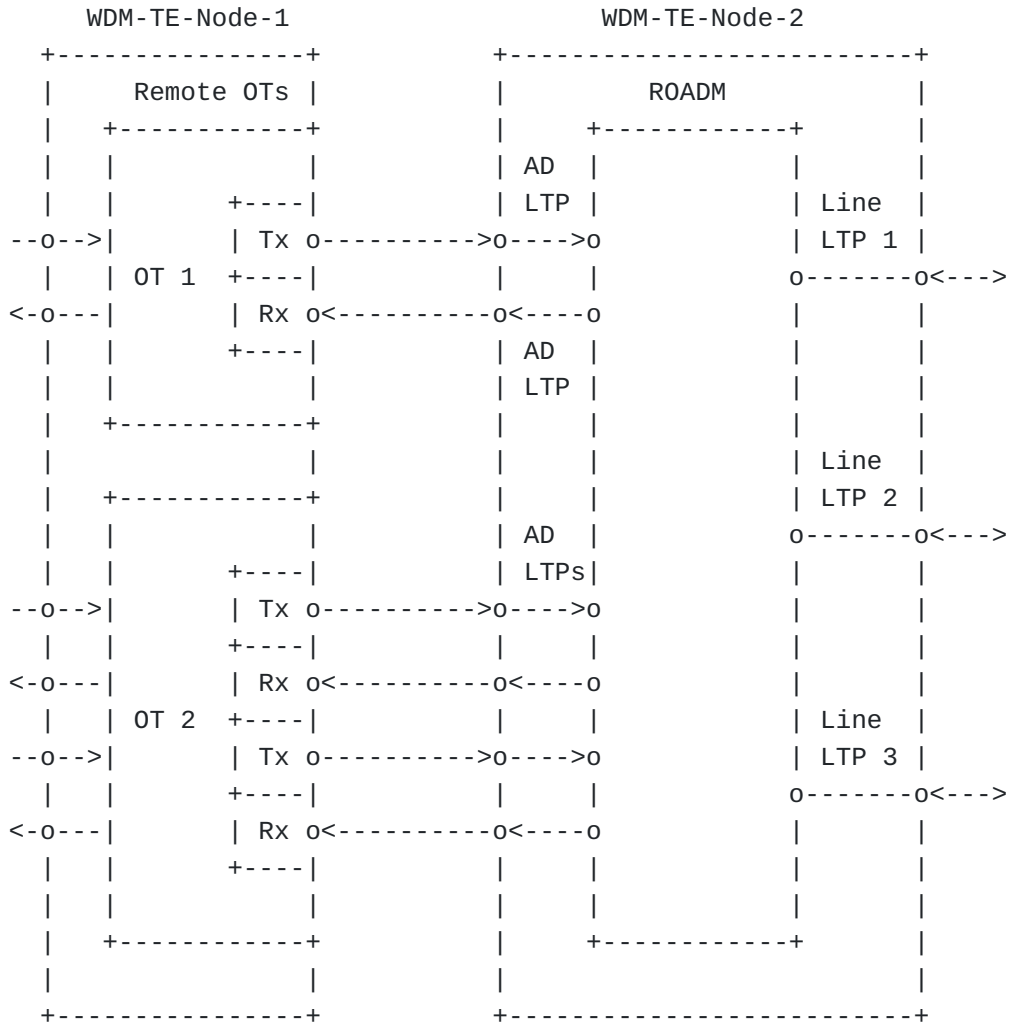 WDM-TE-Node-1                    WDM-TE-Node-2
  +----------------+           +--------------------------+
  |     Remote OTs |           |         ROADM            |
  |   +------------+           |     +------------+       |
  |   |            |           | AD  |            |       |
  |   |       +----|           | LTP |            | Line  |
--o-->|       | Tx o---------->o---->o            | LTP 1 |
  |   | OT 1  +----|           |     |            o-------o<--->
<-o---|       | Rx o<----------o<----o            |       |
  |   |       +----|           | AD  |            |       |
  |   |            |           | LTP |            |       |
  |   +------------+           |     |            |       |
  |                |           |     |            | Line  |
  |   +------------+           |     |            | LTP 2 |
  |   |            |           | AD  |            o-------o<--->
  |   |       +----|           | LTPs|            |       |
--o-->|       | Tx o---------->o---->o            |       |
  |   |       +----|           |     |            |       |
<-o---|       | Rx o<----------o<----o            |       |
  |   | OT 2  +----|           |     |            | Line  |
--o-->|       | Tx o---------->o---->o            | LTP 3 |
  |   |       +----|           |     |            o-------o<--->
<-o---|       | Rx o<----------o<----o            |       |
  |   |       +----|           |     |            |       |
  |   |            |           |     |            |       |
  |   +------------+           |     +------------+       |
  |                |           |                          |
  +----------------+           +--------------------------+